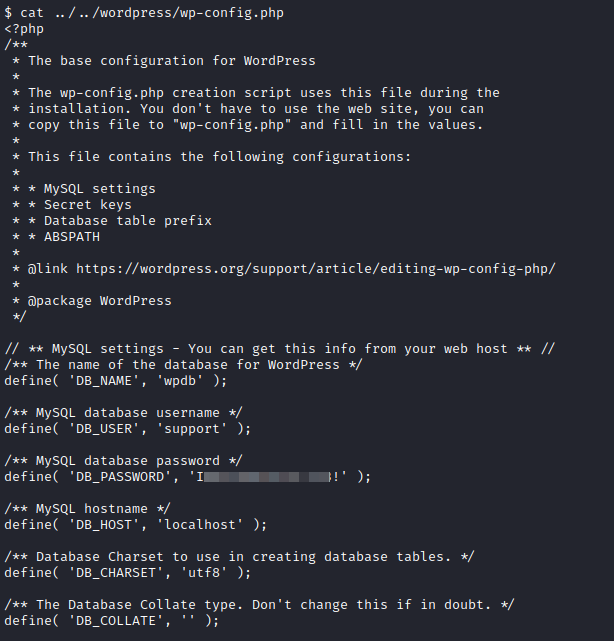 $ cat ../../wordpress/wp-config.php
<?php
/**
 * The base configuration for WordPress
 *
 * The wp-config.php creation script uses this file during the
 * installation. You don't have to use the web site, you can
 * copy this file to "wp-config.php" and fill in the values.
 *
 * This file contains the following configurations:
 *
 * * MySQL settings
 * * Secret keys
 * * Database table prefix
 * * ABSPATH
 *
 * @link https://wordpress.org/support/article/editing-wp-config-php/
 *
 * @package WordPress
 */
// ** MySQL settings - You can get this info from your web host ** //
/** The name of the database for WordPress */
define( 'DB_NAME', 'wpdb' );
/** MySQL database username */
define( 'DB_USER', 'support' );
/** MySQL database password */
define( 'DB_PASSWORD', '!' );
/** MySQL hostname */
define( 'DB_HOST', 'localhost' );
/** Database Charset to use in creating database tables. */
define( 'DB_CHARSET', 'utf8' );
/** The Database Collate type. Don't change this if in doubt. */
define( 'DB_COLLATE', '' );